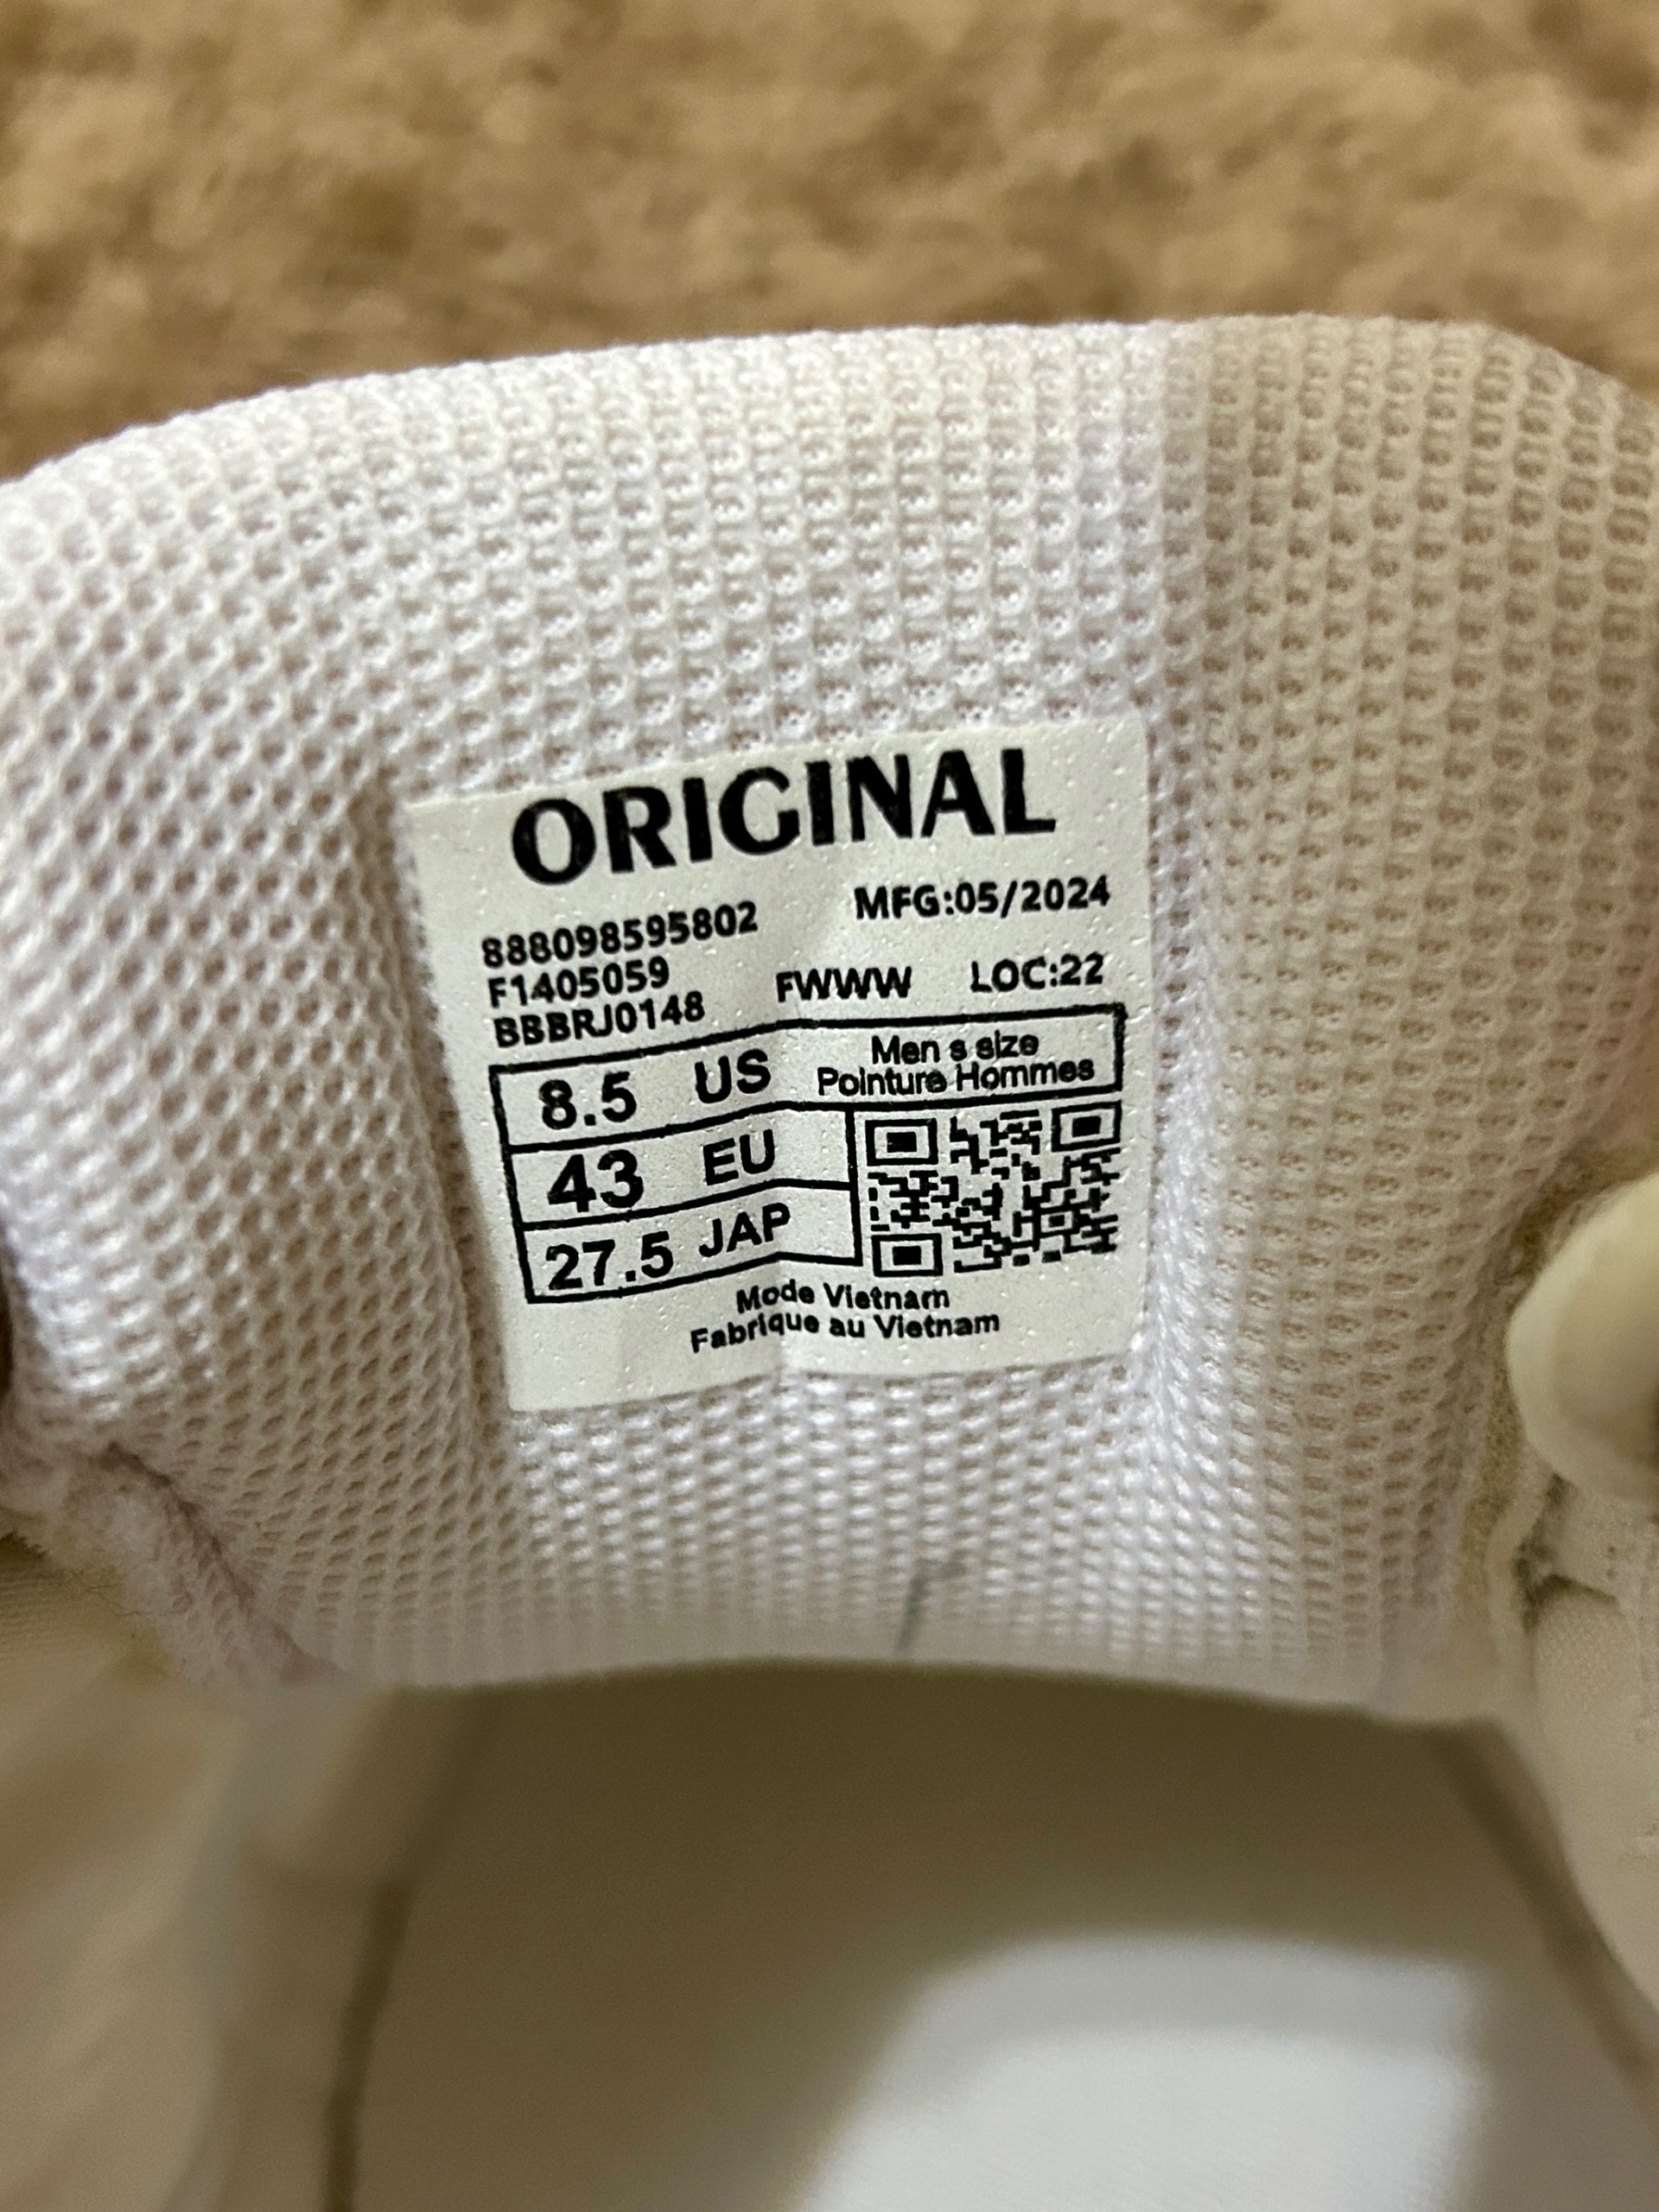 ORIGINAL
888098595802 MFG:05/2024
F1405059 FWWW LOC:22
BBBRJ0148
8.5 US Men s size
Pointure Hommes
43 EU
27.5 JAP
Mode Vietnam
Fabrique au Vietnam